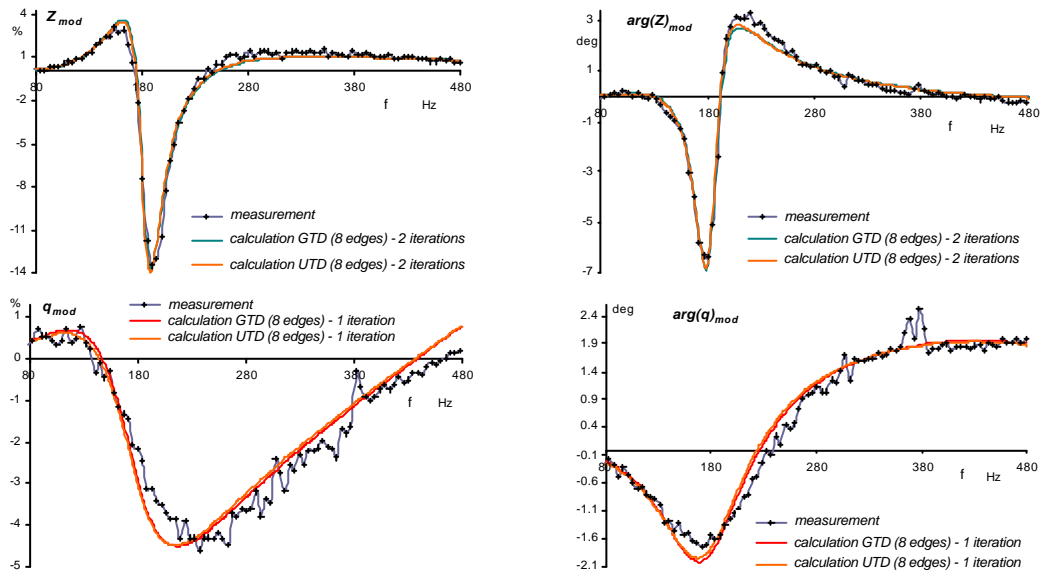 4
%
Z mod
1
80
180
280
380
480
f
Hz
-2
-5
-8
-11
-14
measurement
calculation GTD (8 edges) - 2 iterations
calculation UTD (8 edges) - 2 iterations
arg(Z)mod
3
deg
1
80
180
280
380
480
f
Hz
-1
-3
-5
-7
measurement
calculation GTD (8 edges) - 2 iterations
calculation UTD (8 edges) - 2 iterations
%
q mod
1
0
80
180
280
380
480
f
Hz
-1
-2
-3
-4
-5
measurement
calculation GTD (8 edges) - 1 iteration
calculation UTD (8 edges) - 1 iteration
deg
arg(q)mod
2.4
1.9
1.4
0.9
0.4
-0.1
80
180
280
380
480
f
Hz
-0.6
-1.1
-1.6
-2.1
measurement
calculation GTD (8 edges) - 1 iteration
calculation UTD (8 edges) - 1 iteration